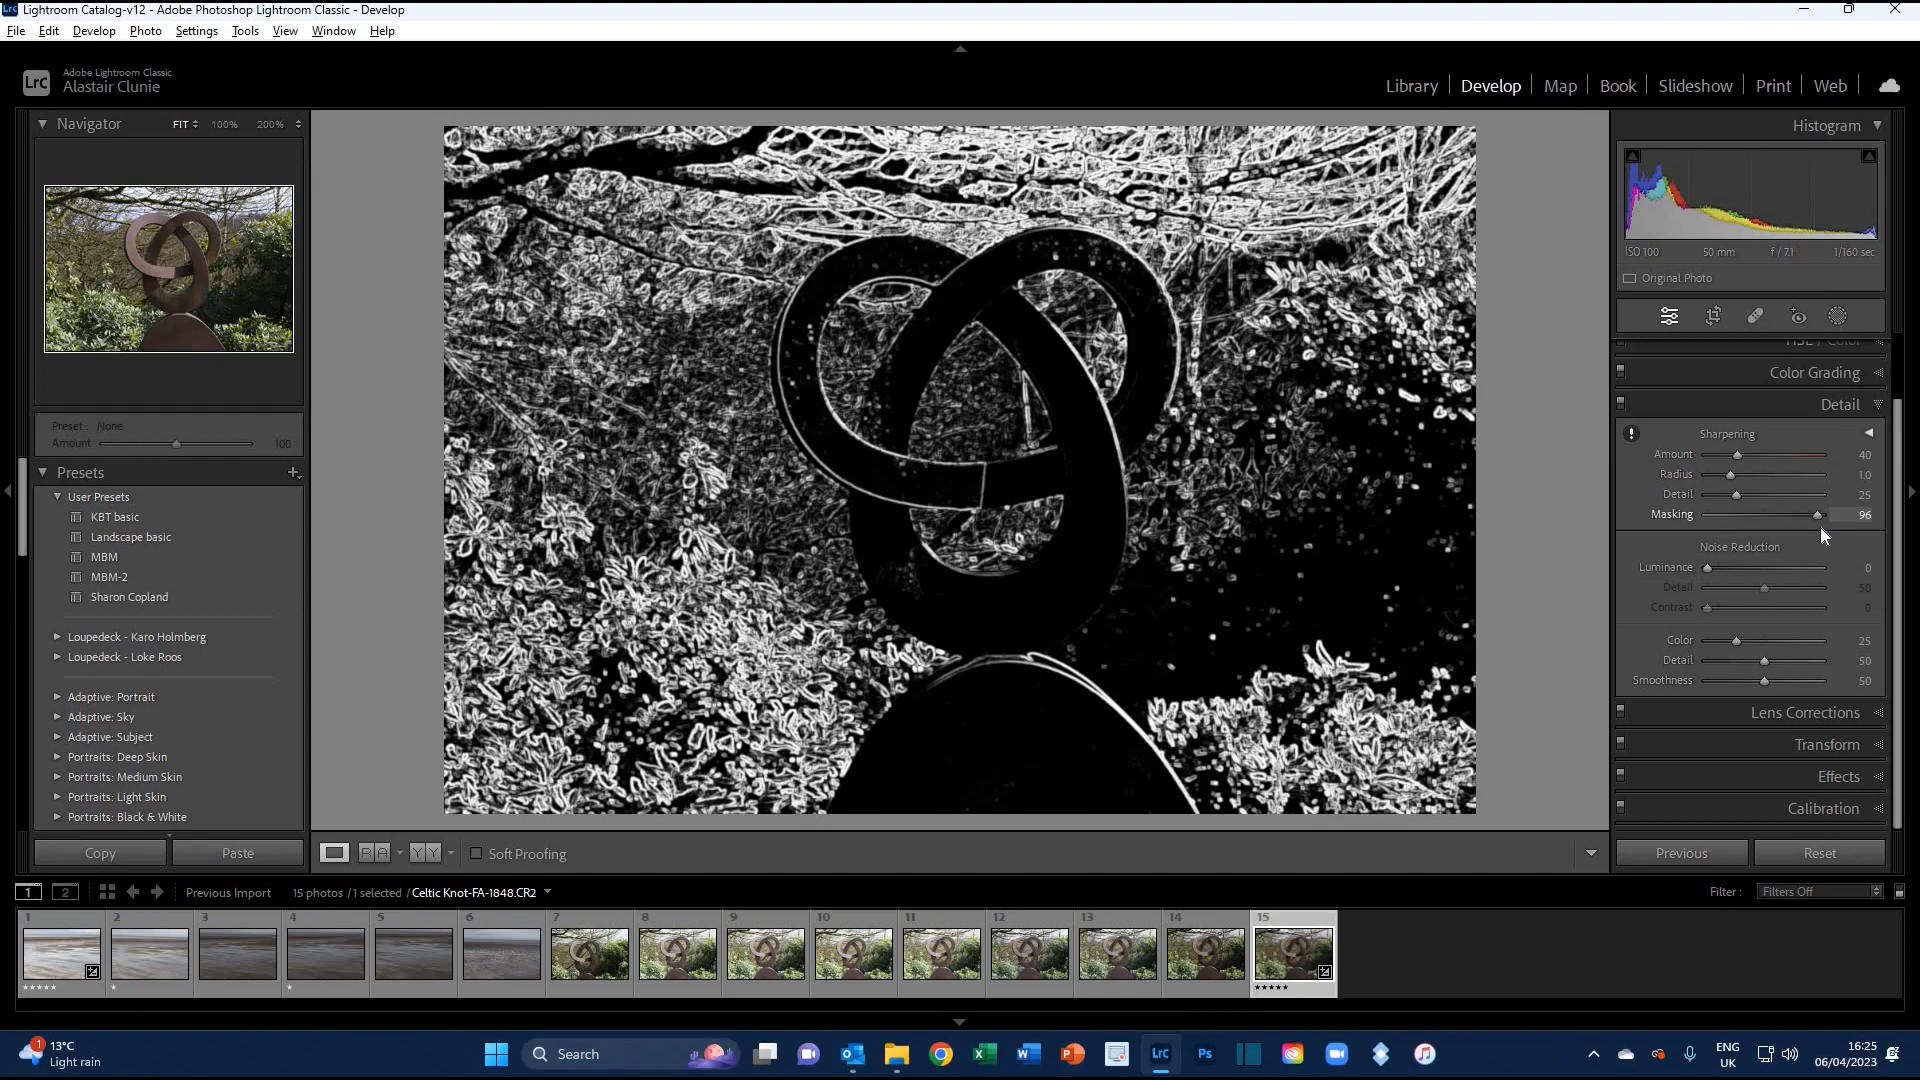 Lightroom Catalog-v12 - Adobe Photoshop Lightroom Classic - Develop
File Edit Develop Photo Settings Tools View Window Help
LrC
Adobe Lightroom Classic
Alastair Clunie
Library Develop Map Book Slideshow Print Web
Navigator FIT 100% 200%
Preset : None
Amount 100
Presets
User Presets
KBT basic
Landscape basic
MBM
MBM-2
Sharon Copland
Loupedeck - Karo Holmberg
Loupedeck - Loke Roos
Adaptive: Portrait
Adaptive: Sky
Adaptive: Subject
Portraits: Deep Skin
Portraits: Medium Skin
Portraits: Light Skin
Portraits: Black & White
Copy Paste
R A Y Y Soft Proofing
Histogram
ISO 100 50 mm f / 7.1 1/160 sec
Original Photo
HSL / Color
Color Grading
Detail
Sharpening
Amount 40
Radius 1.0
Detail 25
Masking 96
Noise Reduction
Luminance 0
Detail 50
Contrast 0
Color 25
Detail 50
Smoothness 50
Lens Corrections
Transform
Effects
Calibration
Previous Reset
1 2 Previous Import 15 photos / 1 selected / Celtic Knot-FA-1848.CR2 Filter : Filters Off
1 2 3 4 5 6 7 8 9 10 11 12 13 14 15
1 13°C
Light rain
Search
LrC Ps
ENG
UK
16:25
06/04/2023